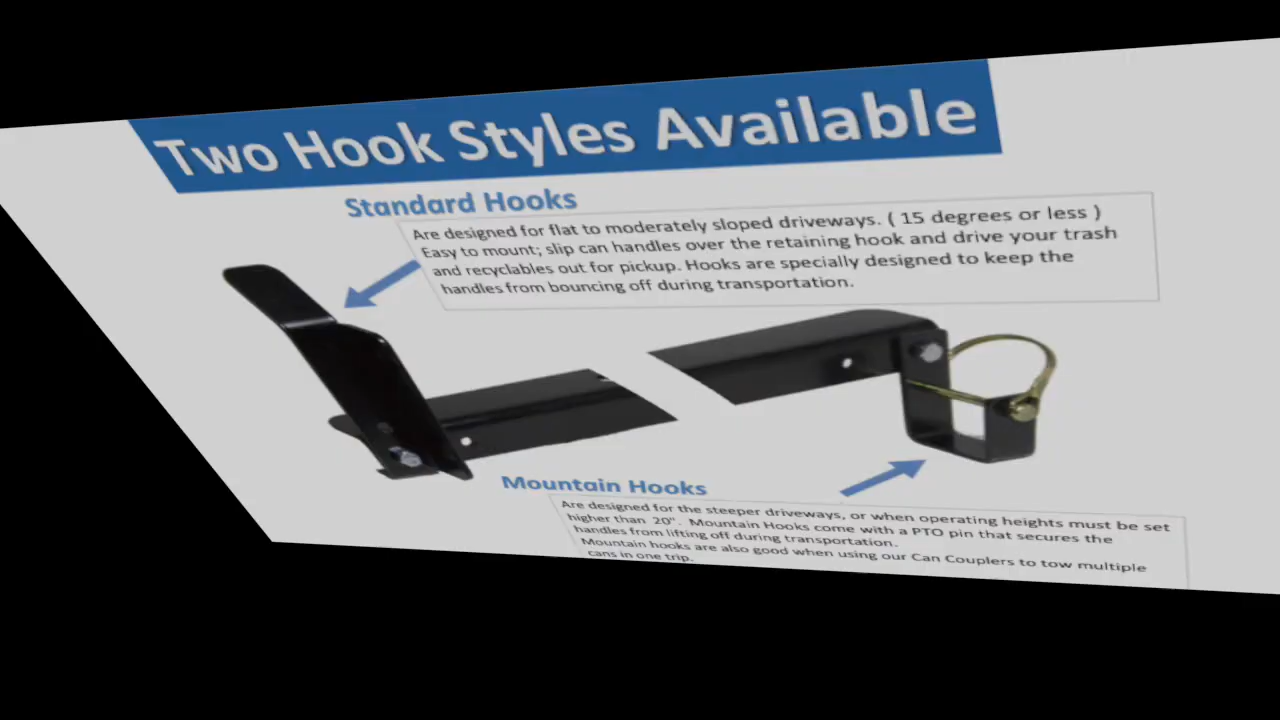 Two Hook Styles Available
Standard Hooks
Are designed for flat to moderately sloped driveways. ( 15 degrees or less )
Easy to mount; slip can handles over the retaining hook and drive your trash
and recyclables out for pickup. Hooks are specially designed to keep the
handles from bouncing off during transportation.
Mountain Hooks
Are designed for the steeper driveways, or when operating heights must be set
higher than 20". Mountain Hooks come with a PTO pin that secures the
handles from lifting off during transportation.
Mountain hooks are also good when using our Can Couplers to tow multiple
cans in one trip.